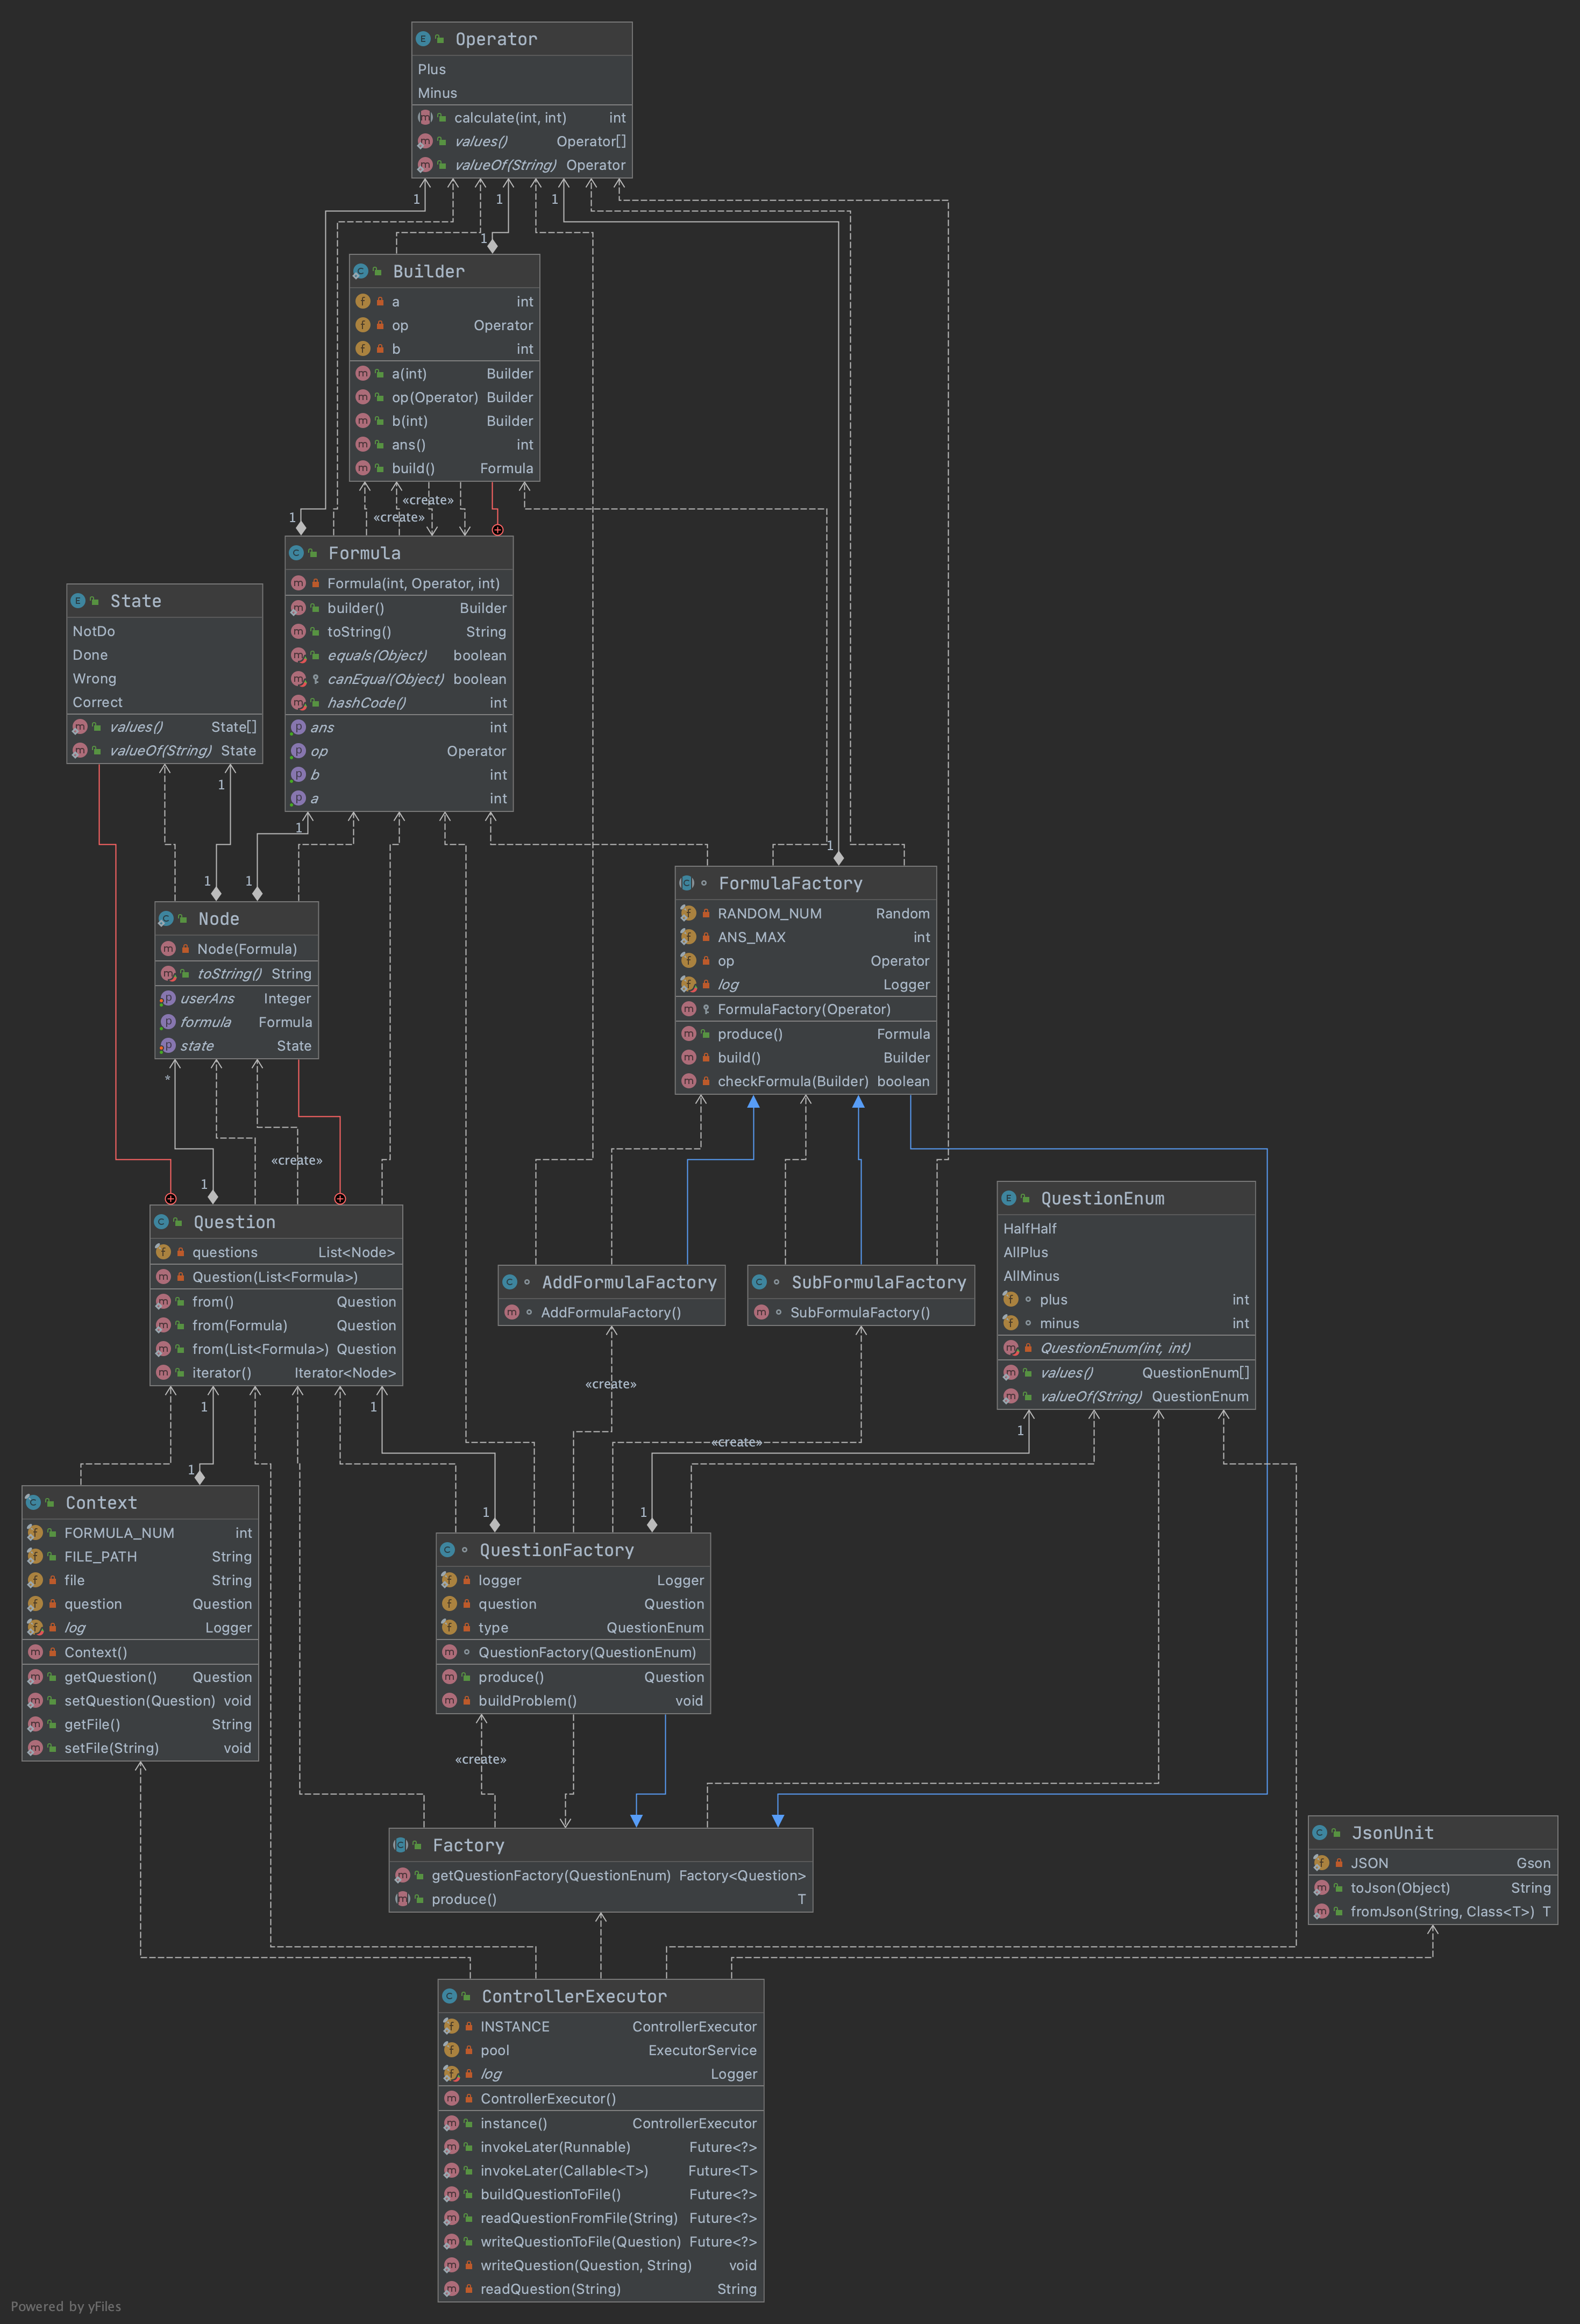 Operator
Plus
Minus
calculate(int, int) int
values() Operator[]
valueOf(String) Operator
1
1
1
1
Builder
a int
op Operator
b int
a(int) Builder
op(Operator) Builder
b(int) Builder
ans() int
build() Formula
«create»
«create»
1
Formula
Formula(int, Operator, int)
builder() Builder
toString() String
equals(Object) boolean
canEqual(Object) boolean
hashCode() int
ans int
op Operator
b int
a int
State
NotDo
Done
Wrong
Correct
values() State[]
valueOf(String) State
1
1
1
1
1
Node
Node(Formula)
toString() String
userAns Integer
formula Formula
state State
FormulaFactory
RANDOM_NUM Random
ANS_MAX int
op Operator
log Logger
FormulaFactory(Operator)
produce() Formula
build() Builder
checkFormula(Builder) boolean
*
«create»
1
Question
questions List<Node>
Question(List<Formula>)
from() Question
from(Formula) Question
from(List<Formula>) Question
iterator() Iterator<Node>
AddFormulaFactory
AddFormulaFactory()
SubFormulaFactory
SubFormulaFactory()
QuestionEnum
HalfHalf
AllPlus
AllMinus
plus int
minus int
QuestionEnum(int, int)
values() QuestionEnum[]
valueOf(String) QuestionEnum
«create»
1
1
1
«create»
1
1
1
Context
FORMULA_NUM int
FILE_PATH String
file String
question Question
log Logger
Context()
getQuestion() Question
setQuestion(Question) void
getFile() String
setFile(String) void
QuestionFactory
logger Logger
question Question
type QuestionEnum
QuestionFactory(QuestionEnum)
produce() Question
buildProblem() void
«create»
Factory
getQuestionFactory(QuestionEnum) Factory<Question>
produce() T
JsonUnit
JSON Gson
toJson(Object) String
fromJson(String, Class<T>) T
ControllerExecutor
INSTANCE ControllerExecutor
pool ExecutorService
log Logger
ControllerExecutor()
instance() ControllerExecutor
invokeLater(Runnable) Future<?>
invokeLater(Callable<T>) Future<T>
buildQuestionToFile() Future<?>
readQuestionFromFile(String) Future<?>
writeQuestionToFile(Question) Future<?>
writeQuestion(Question, String) void
readQuestion(String) String
Powered by yFiles